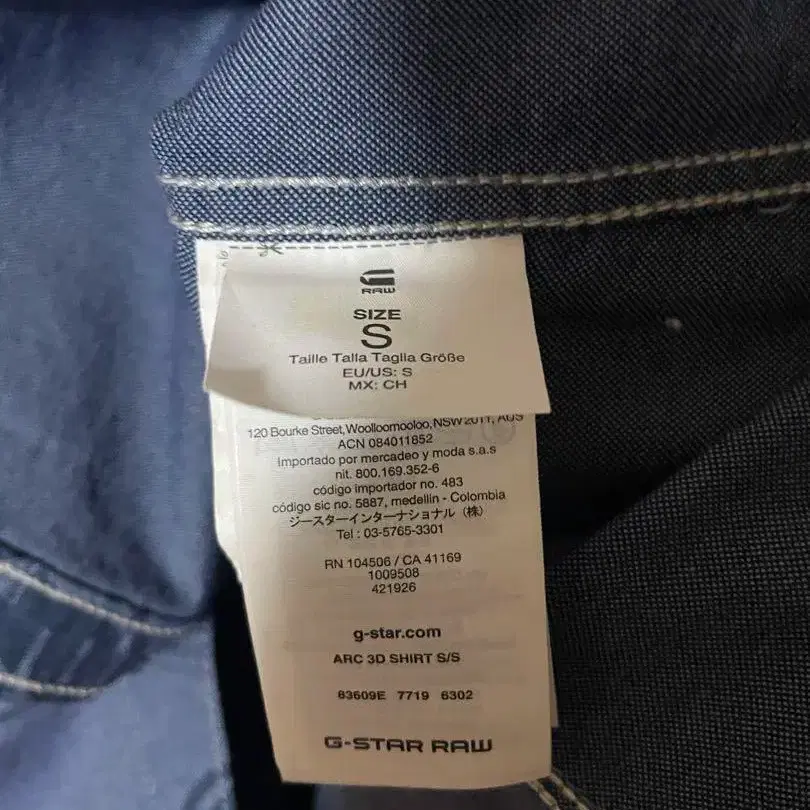 RAW
SIZE
S
Taille Talla Taglia Größe
EU/US: S
MX: CH
120 Bourke Street, Woolloomooloo, NSW 2011, AUS
ACN 084011852
Importado por mercadeo y moda s.a.s
nit. 800.169.352-6
código importador no. 483
código sic no. 5887, medellin - Colombia
ジースターインターナショナル（株）
Tel : 03-5765-3301
RN 104506 / CA 41169
1009508
421926
g-star.com
ARC 3D SHIRT S/S
83609E 7719 6302
G-STAR RAW